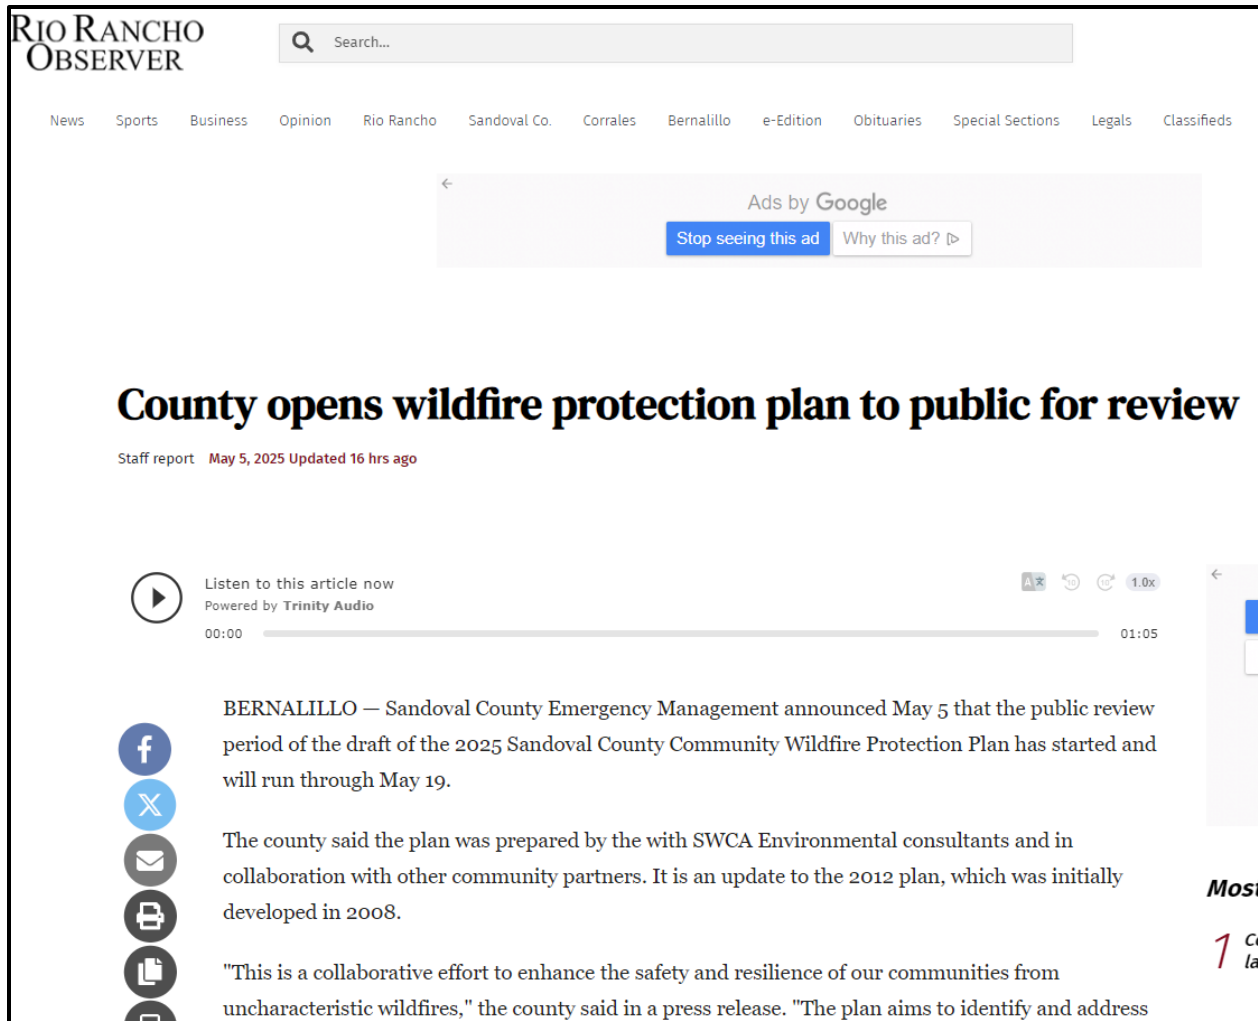 RIO RANCHO
OBSERVER
Search...
News Sports Business Opinion Rio Rancho Sandoval Co. Corrales Bernalillo e-Edition Obituaries Special Sections Legals Classifieds
Ads by Google
Stop seeing this ad Why this ad?
County opens wildfire protection plan to public for review
Staff report May 5, 2025 Updated 16 hrs ago
Listen to this article now
Powered by Trinity Audio
1.0x
00:00 01:05
BERNALILLO — Sandoval County Emergency Management announced May 5 that the public review
period of the draft of the 2025 Sandoval County Community Wildfire Protection Plan has started and
will run through May 19.
The county said the plan was prepared by the with SWCA Environmental consultants and in
collaboration with other community partners. It is an update to the 2012 plan, which was initially
developed in 2008.
"This is a collaborative effort to enhance the safety and resilience of our communities from
uncharacteristic wildfires," the county said in a press release. "The plan aims to identify and address
Most
1